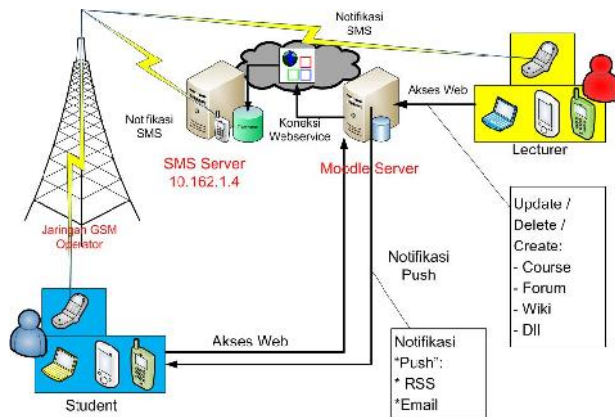 Notifikasi
SMS
Akses Web
Lecturer
Notifikasi
SMS
Koneksi
Webservice
SMS Server
10.162.1.4
Moodle Server
Jaringan GSM
Operator
Update /
Delete /
Create:
- Course
- Forum
- Wiki
- Dll
Notifikasi
Push
Akses Web
Notifikasi
*Push":
* RSS
*Email
Student